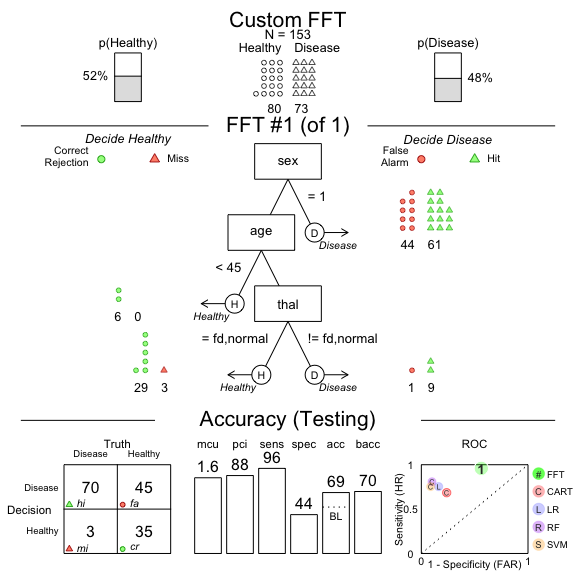 Custom FFT
N = 153
p(Healthy)
Healthy Disease
p(Disease)
52%
48%
80 73
FFT #1 (of 1)
Decide Healthy
Decide Disease
Correct
Rejection
Miss
False
Alarm
Hit
sex
= 1
age
D
Disease
44 61
< 45
H
Healthy
thal
6 0
= fd,normal
!= fd,normal
H
Healthy
D
Disease
29 3
1 9
Accuracy (Testing)
Truth
Disease Healthy
Decision
Disease
Healthy
70
hi
45
fa
3
mi
35
cr
mcu pci sens spec acc bacc
1.6 88 96 44 69 70
BL
ROC
1
Sensitivity (HR)
0.5
0
0 1 - Specificity (FAR) 1
1
C
R
S
L
C
# FFT
C CART
L LR
R RF
S SVM